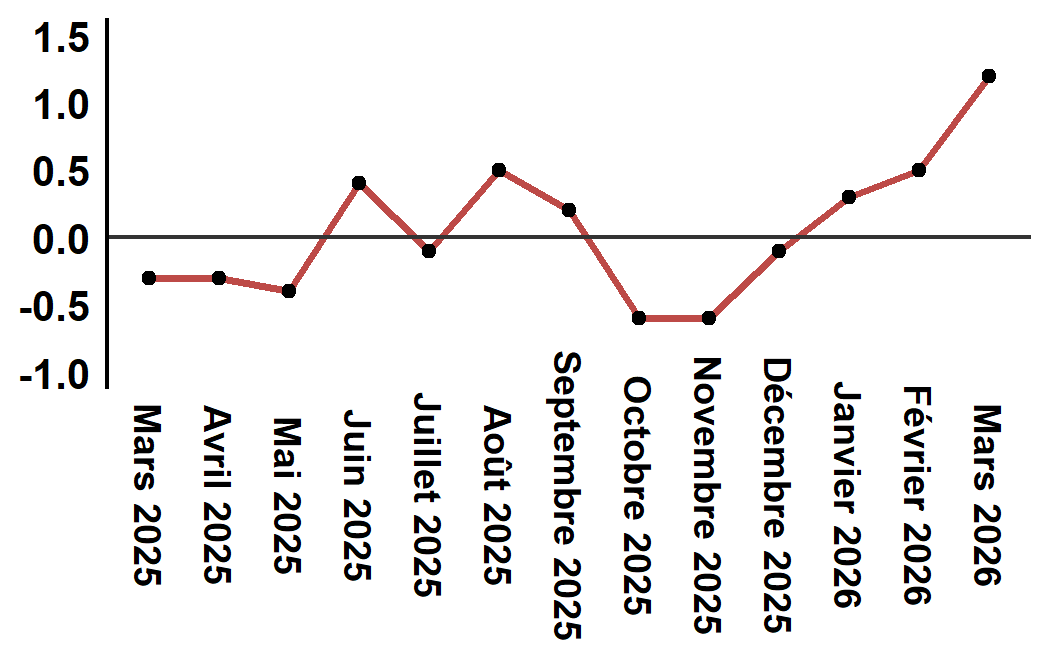 1.5
1.0
0.5
0.0
-0.5
-1.0
Mars 2025
Avril 2025
Mai 2025
Juin 2025
Juillet 2025
Août 2025
Septembre 2025
Octobre 2025
Novembre 2025
Décembre 2025
Janvier 2026
Février 2026
Mars 2026